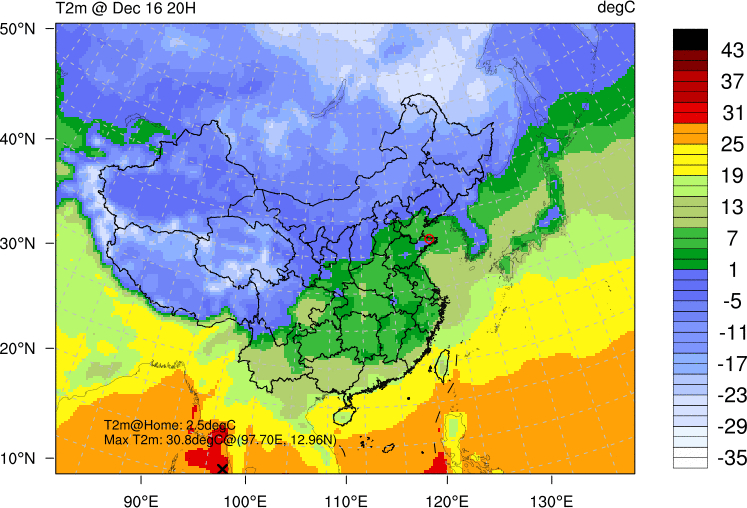 T2m @ Dec 16 20H
degC
50°N
40°N
30°N
20°N
10°N
90°E
100°E
110°E
120°E
130°E
T2m@Home: 2.5degC
Max T2m: 30.8degC@(97.70E, 12.96N)
43
37
31
25
19
13
7
1
-5
-11
-17
-23
-29
-35